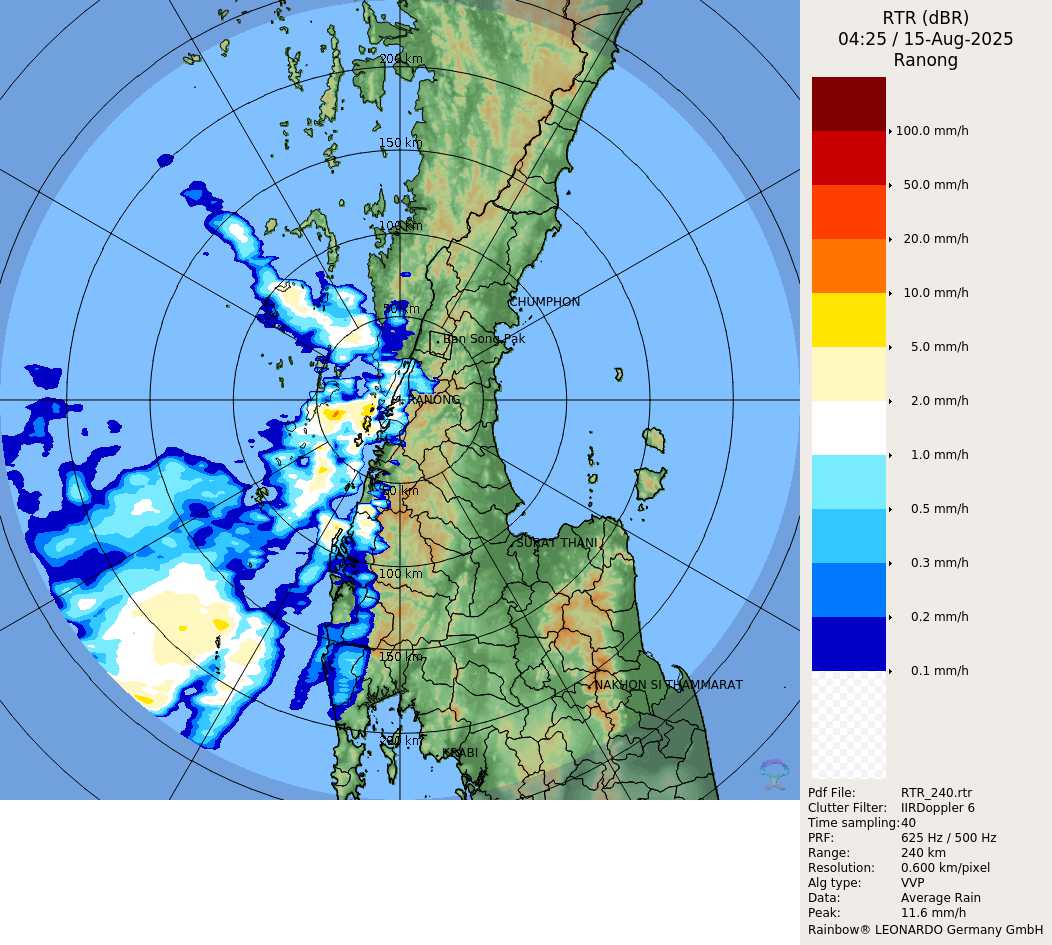 RTR (dBR)
04:25 / 15-Aug-2025
Ranong
200 km
150 km
100 km
50 km
CHUMPHON
Ban Song Pak
RANONG
50 km
SURAT THANI
100 km
150 km
NAKHON SI THAMMARAT
200 km
KRABI
100.0 mm/h
50.0 mm/h
20.0 mm/h
10.0 mm/h
5.0 mm/h
2.0 mm/h
1.0 mm/h
0.5 mm/h
0.3 mm/h
0.2 mm/h
0.1 mm/h
Pdf File: RTR_240.rtr
Clutter Filter: IIRDoppler 6
Time sampling:40
PRF: 625 Hz / 500 Hz
Range: 240 km
Resolution: 0.600 km/pixel
Alg type: VVP
Data: Average Rain
Peak: 11.6 mm/h
Rainbow® LEONARDO Germany GmbH